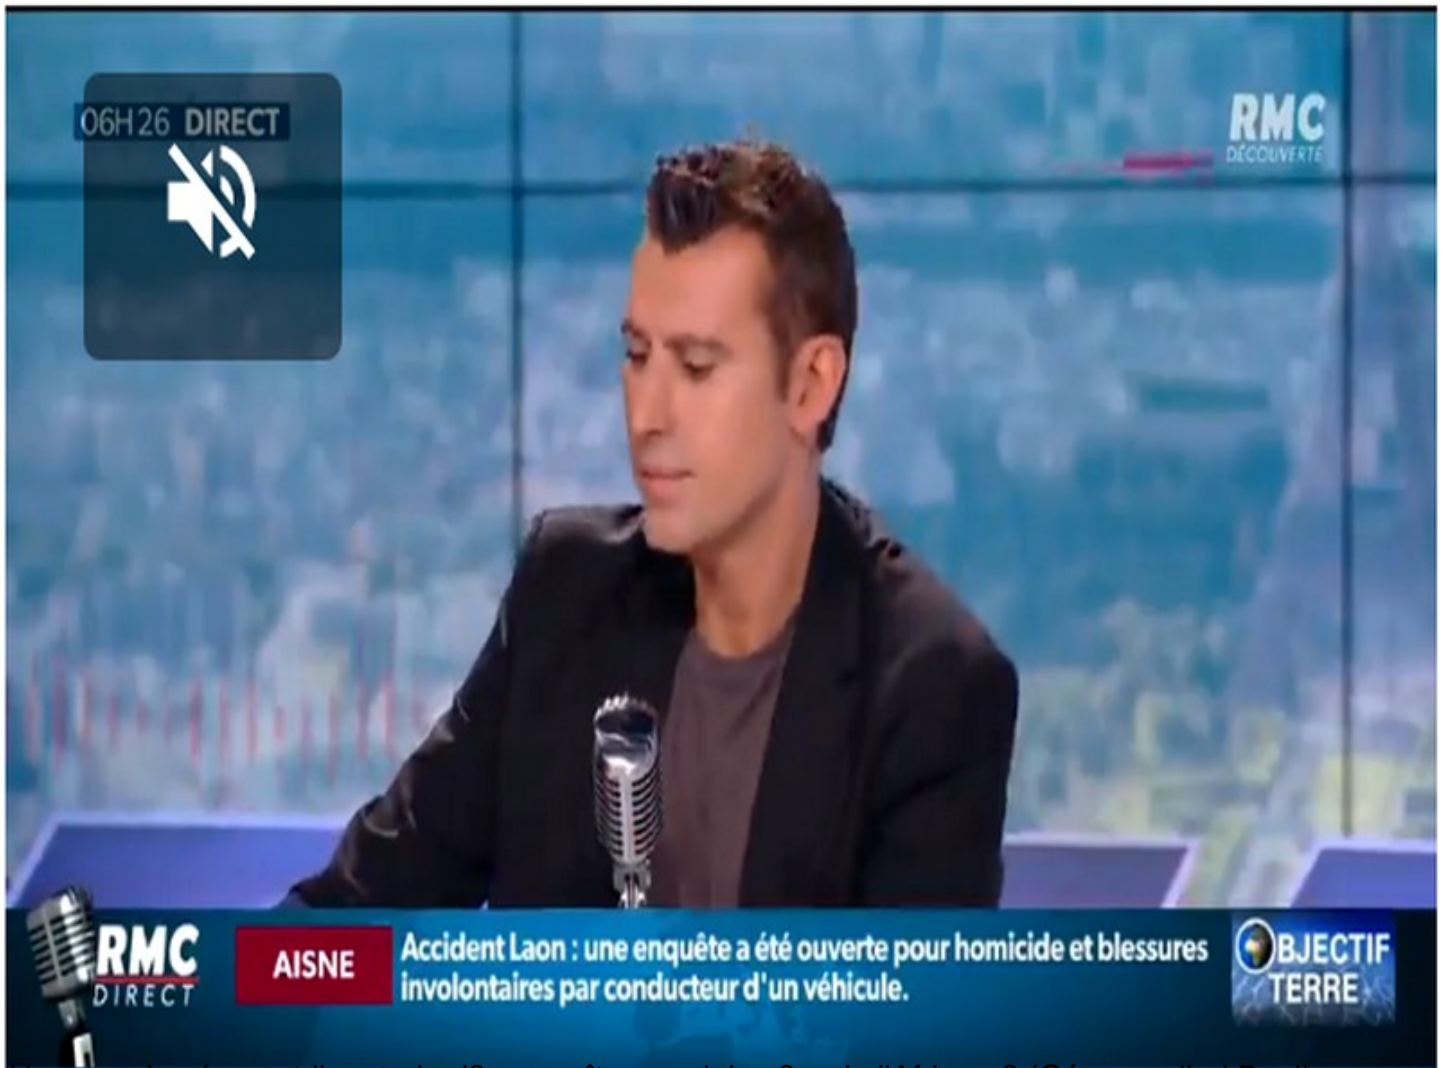 06H26 DIRECT
RMC
DÉCOUVERTE
RMC
DIRECT
AISNE
Accident Laon : une enquête a été ouverte pour homicide et blessures
involontaires par conducteur d'un véhicule.
OBJECTIF
TERRE